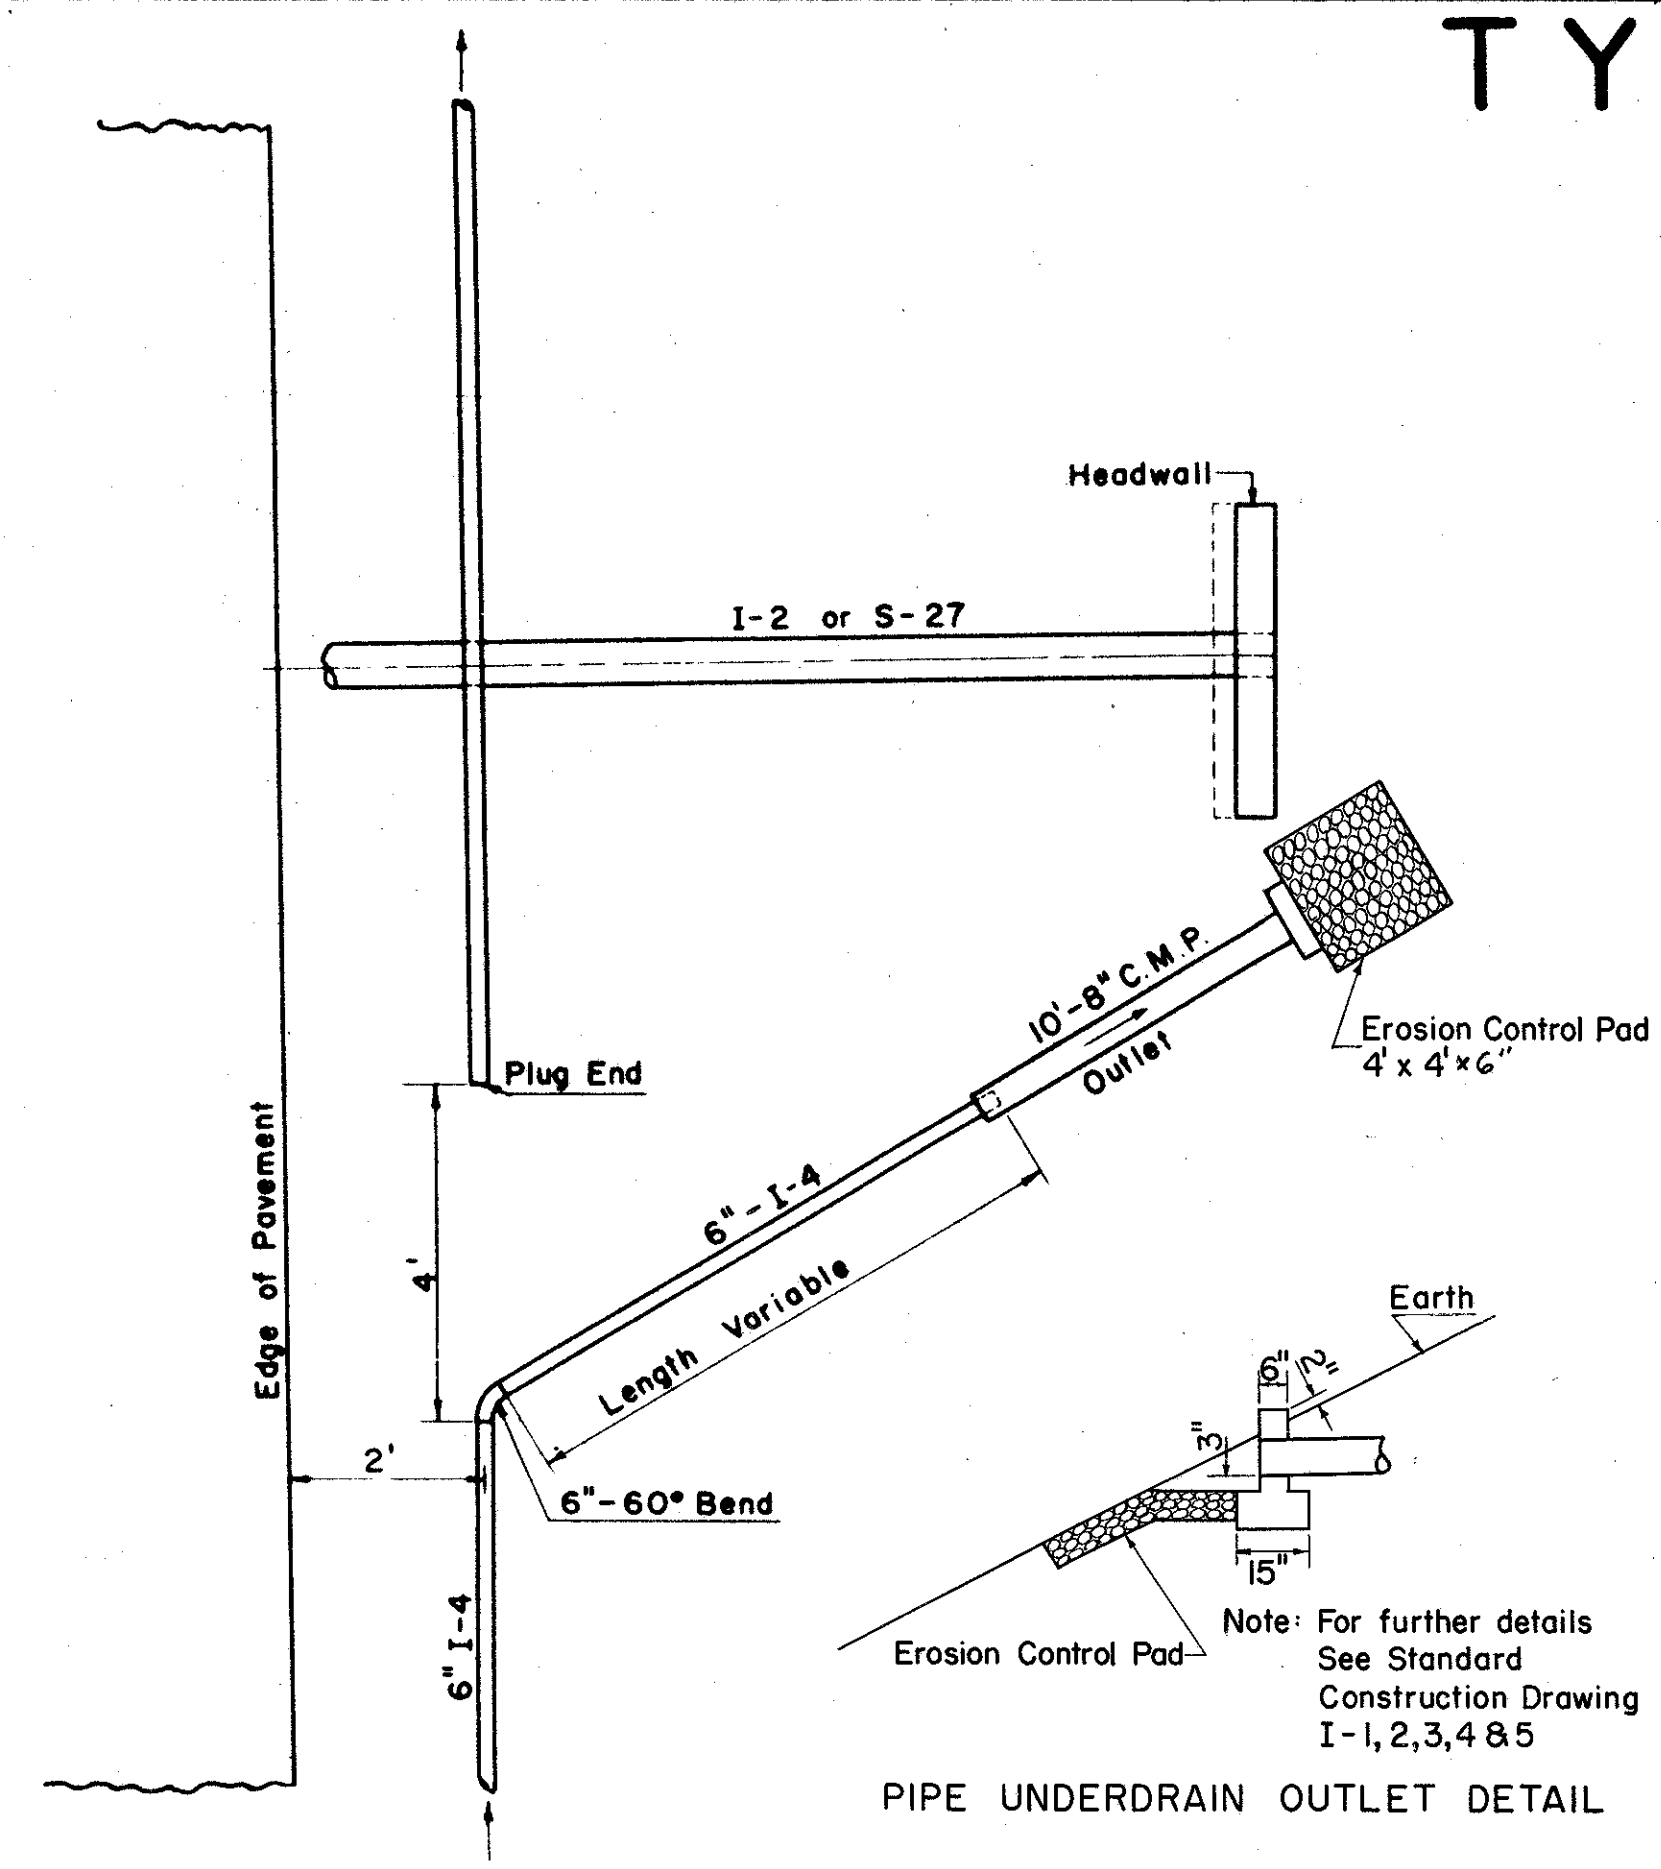 TY
Headwall
I-2 or S-27
10'-8" C.M.P.
Outlet
Erosion Control Pad
4' x 4' x 6"
Plug End
Edge of Pavement
4'
6" - I-4
Length Variable
2'
6"-60° Bend
6" I-4
Earth
6"
2"
3"
15"
Erosion Control Pad
Note: For further details
See Standard
Construction Drawing
I-1, 2, 3, 4 & 5
PIPE UNDERDRAIN OUTLET DETAIL